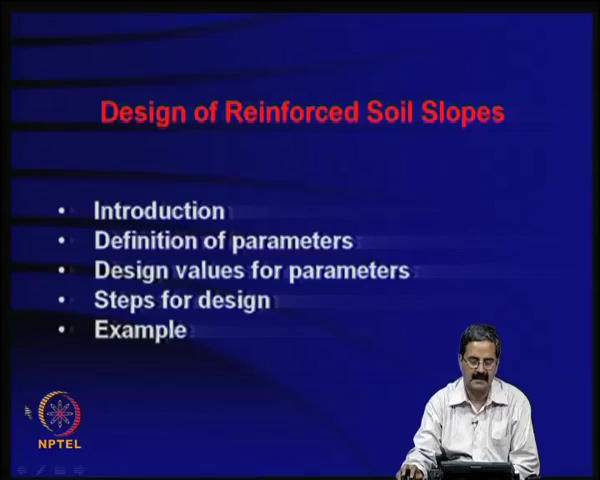 Design of Reinforced Soil Slopes
• Introduction
• Definition of parameters
• Design values for parameters
• Steps for design
• Example
NPTEL